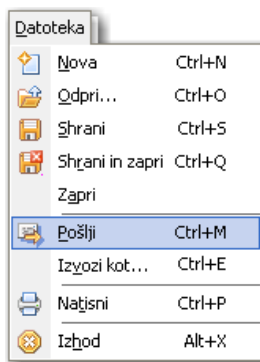 Datoteka
Nova Ctrl+N
Odpri... Ctrl+O
Shrani Ctrl+S
Shrani in zapri Ctrl+Q
Zapri
Pošlji Ctrl+M
Izvozi kot... Ctrl+E
Natisni Ctrl+P
Izhod Alt+X